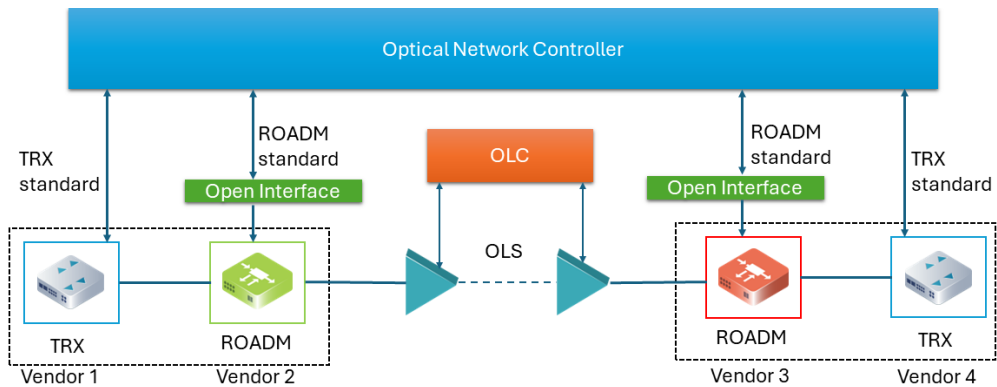 Optical Network Controller
TRX
standard
ROADM
standard
Open Interface
OLC
ROADM
standard
Open Interface
TRX
standard
OLS
TRX
ROADM
ROADM
TRX
Vendor 1
Vendor 2
Vendor 3
Vendor 4